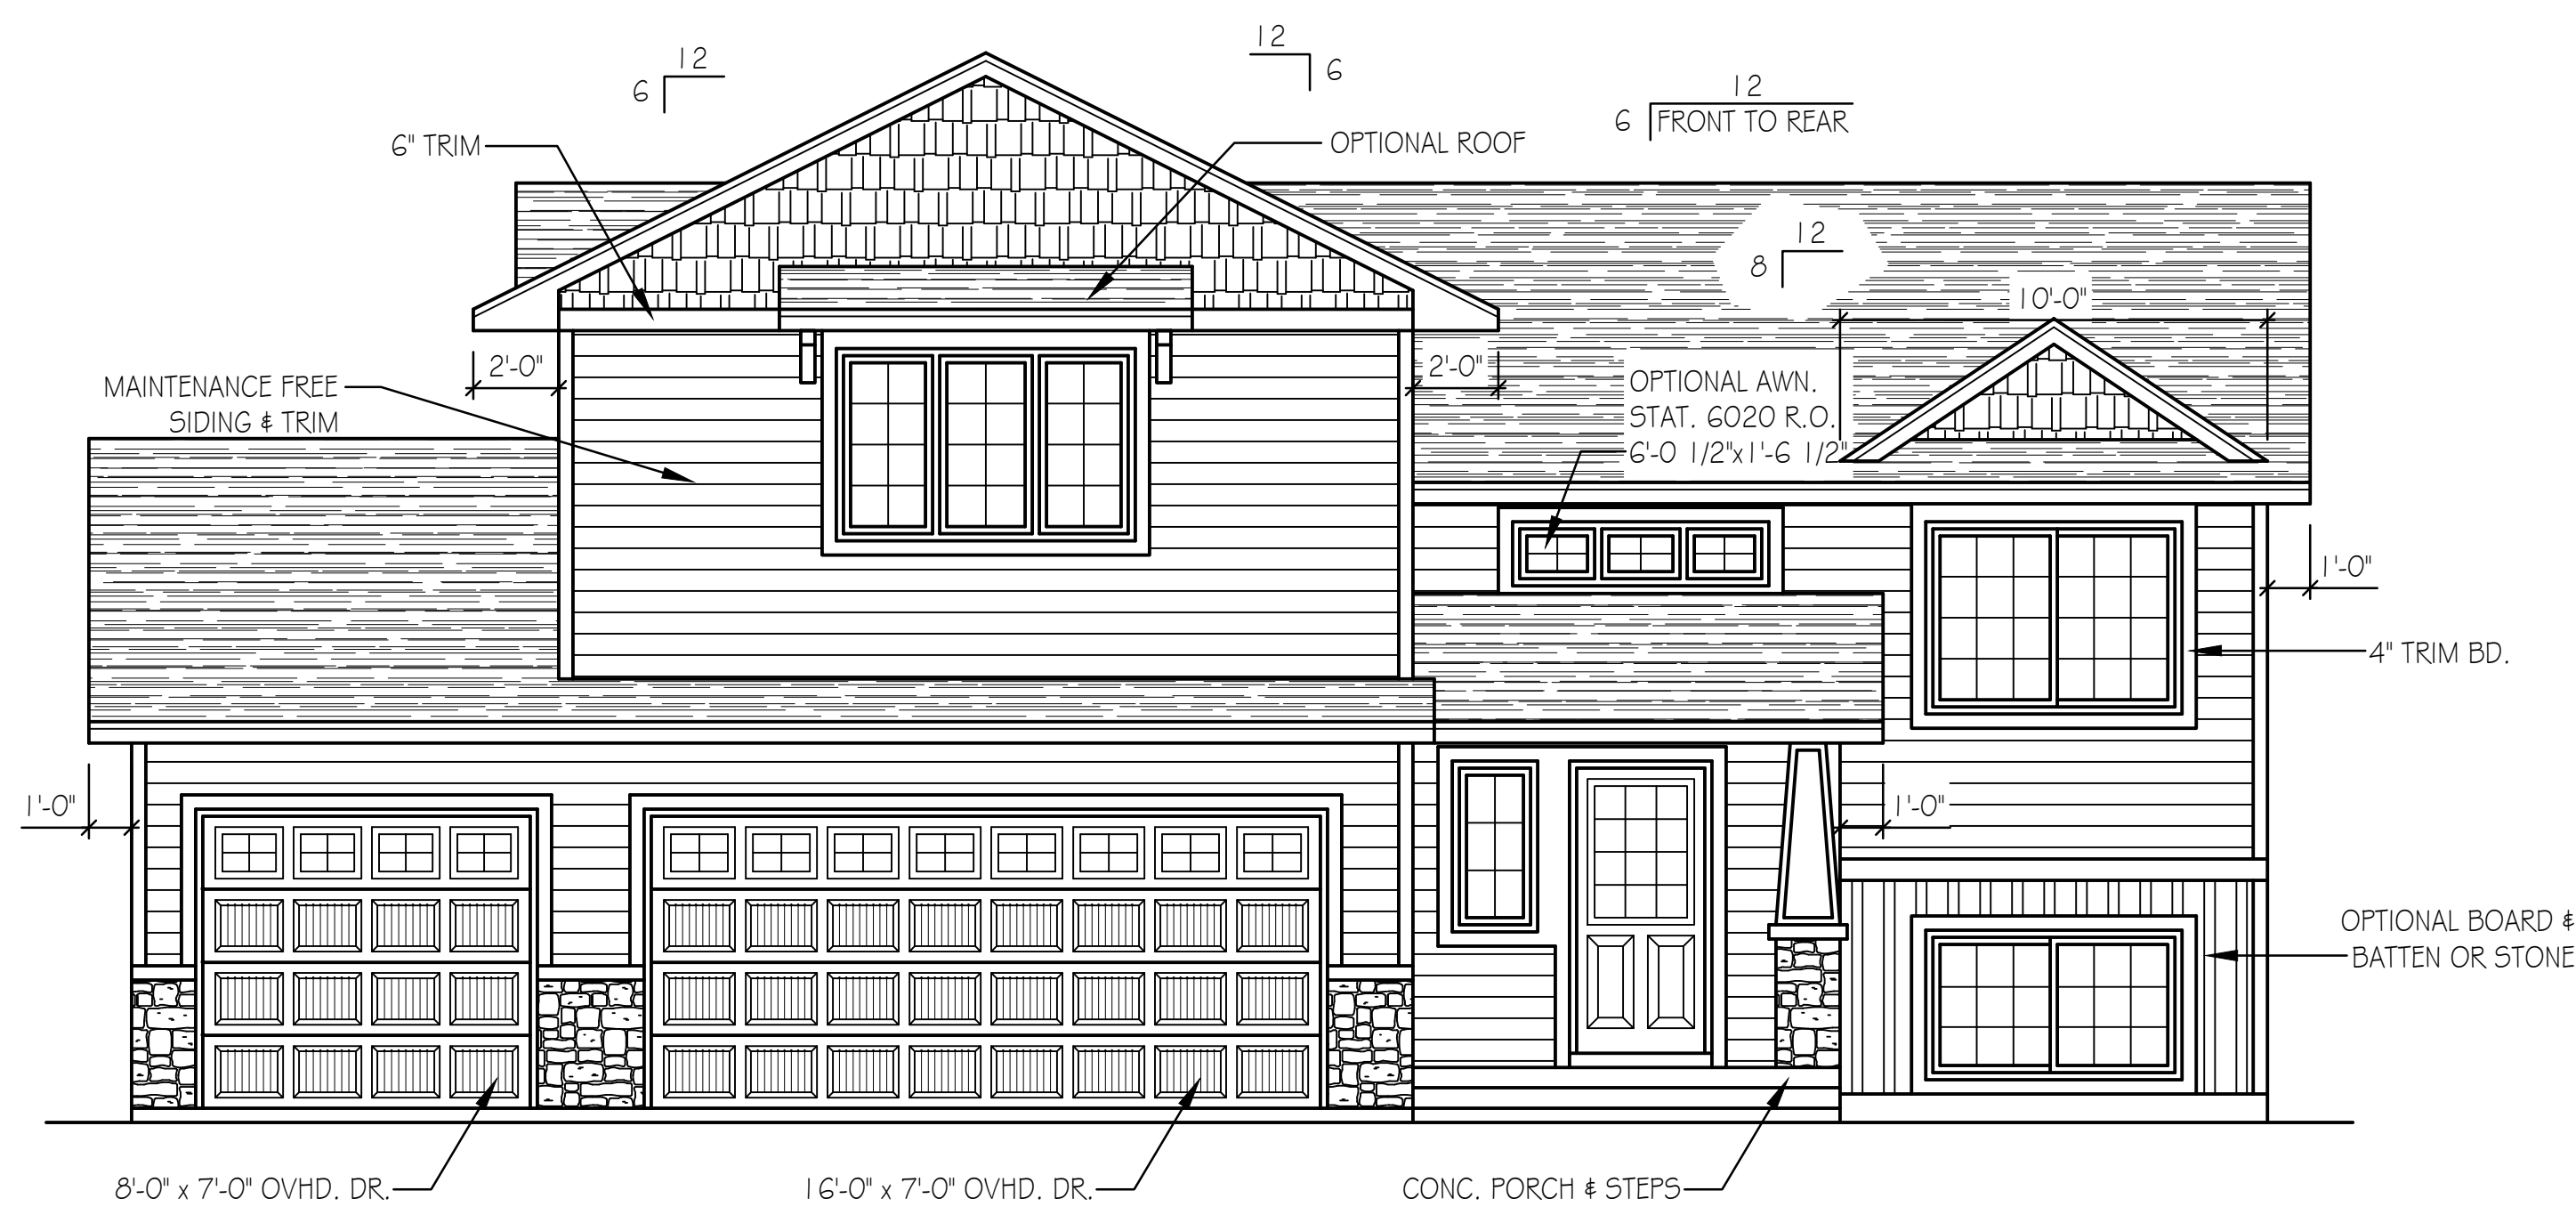 12
6
12
6
12
6 FRONT TO REAR
6" TRIM
OPTIONAL ROOF
12
8
10'-0"
2'-0"
2'-0"
MAINTENANCE FREE
SIDING & TRIM
OPTIONAL AWN.
STAT. 6020 R.O.
6'-0 1/2"x1'-6 1/2"
1'-0"
4" TRIM BD.
1'-0"
1'-0"
OPTIONAL BOARD &
BATTEN OR STONE
8'-0" x 7'-0" OVHD. DR.
16'-0" x 7'-0" OVHD. DR.
CONC. PORCH & STEPS